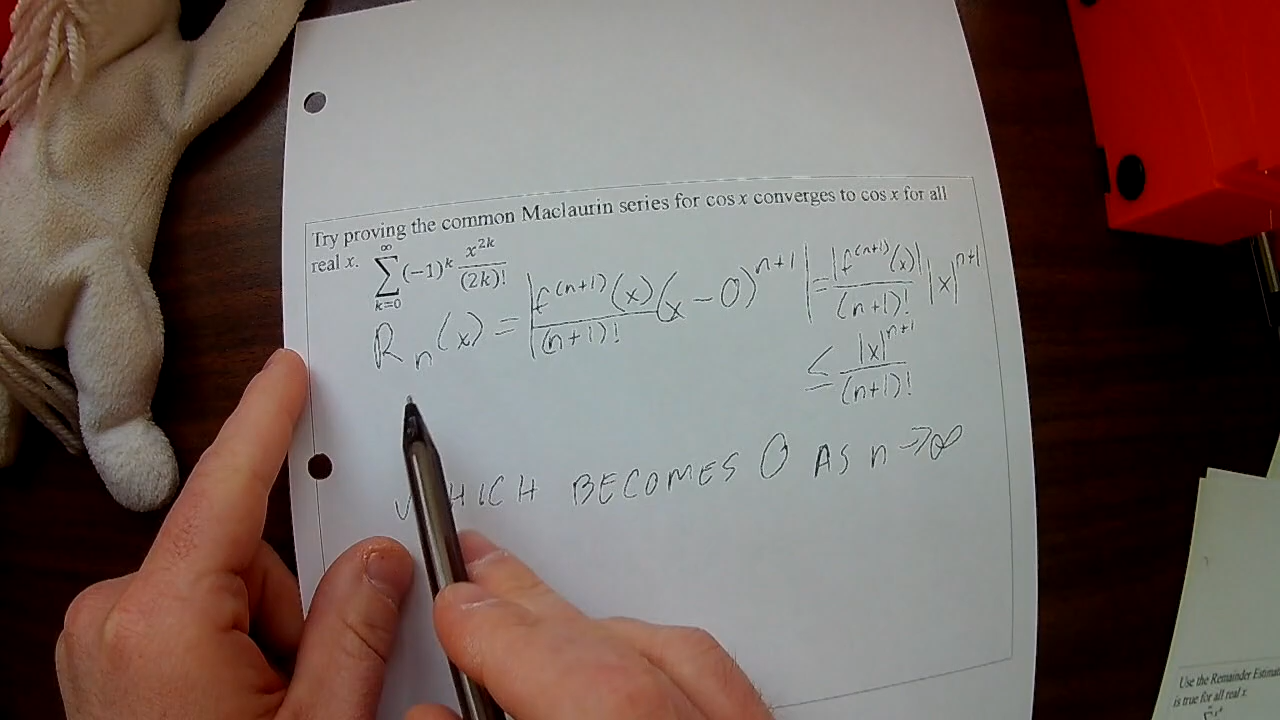 Try proving the common Maclaurin series for cos x converges to cos x for all
real x. ∑_{k=0}^{∞} (-1)^k x^{2k}/(2k)!
R_n(x) = |f^{(n+1)}(x)/(n+1)! (x-0)^{n+1}| = |f^{(n+1)}(x)|/(n+1)! |x|^{n+1}
≤ |x|^{n+1}/(n+1)!
WHICH BECOMES 0 AS n→∞
Use the Remainder
is true for all real x.